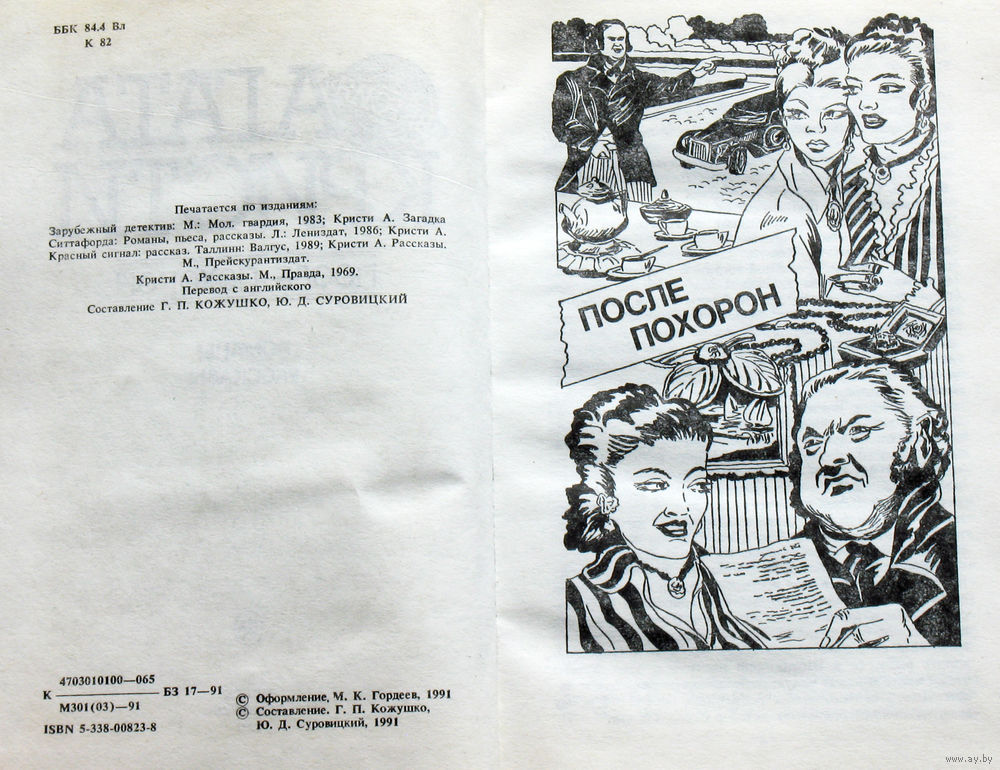 ББК 84.4 Вл
К 82
Печатается по изданиям:
Зарубежный детектив: М.: Мол. гвардия, 1983; Кристи А. Загадка
Ситтафорда: Романы, пьеса, рассказы. Л.: Лениздат, 1986; Кристи А.
Красный сигнал: рассказ. Таллинн: Валгус, 1989; Кристи А. Рассказы.
М., Прейскурантиздат.
Кристи А. Рассказы. М., Правда, 1969.
Перевод с английского
Составление Г. П. КОЖУШКО, Ю. Д. СУРОВИЦКИЙ
4703010100—065
К ————— БЗ 17—91
М301(03)—91
ISBN 5-338-00823-8
© Оформление, М. К. Гордеев, 1991
© Составление. Г. П. Кожушко,
Ю. Д. Суровицкий, 1991
ПОСЛЕ
ПОХОРОН
www.ay.by